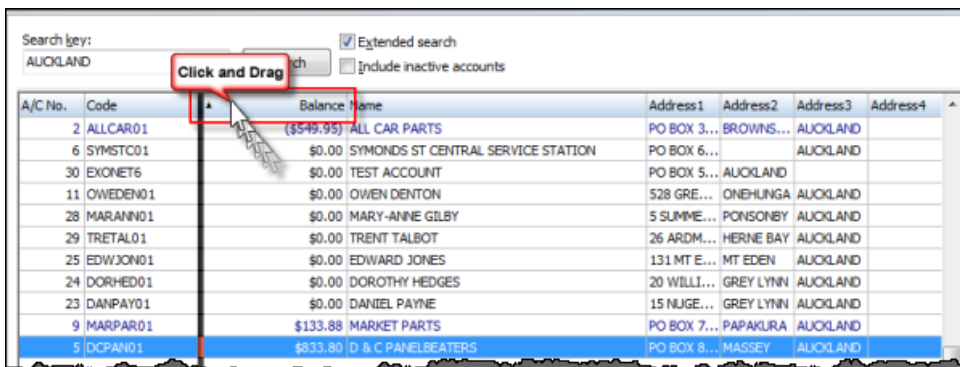 Search key:
Extended search
AUCKLAND
Click and Drag
Include inactive accounts
A/C No. Code Balance Name Address1 Address2 Address3 Address4
2 ALLCAR01 ($549.95) ALL CAR PARTS PO BOX 3... BROWNS... AUCKLAND
6 SYMSTC01 $0.00 SYMONDS ST CENTRAL SERVICE STATION PO BOX 6... AUCKLAND
30 EXONET6 $0.00 TEST ACCOUNT PO BOX 5... AUCKLAND
11 OWEDEN01 $0.00 OWEN DENTON 528 GRE... ONEHUNGA AUCKLAND
28 MARANN01 $0.00 MARY-ANNE GILBY 5 SUMME... PONSONBY AUCKLAND
29 TRETAL01 $0.00 TRENT TALBOT 26 ARDM... HERNE BAY AUCKLAND
25 EDWJON01 $0.00 EDWARD JONES 131 MT E... MT EDEN AUCKLAND
24 DORHED01 $0.00 DOROTHY HEDGES 20 WILLI... GREY LYNN AUCKLAND
23 DANPAY01 $0.00 DANIEL PAYNE 15 NUGE... GREY LYNN AUCKLAND
9 MARPAR01 $133.88 MARKET PARTS PO BOX 7... PAPAKURA AUCKLAND
5 DCPAN01 $833.80 D & C PANELBEATERS PO BOX 8... MASSEY AUCKLAND